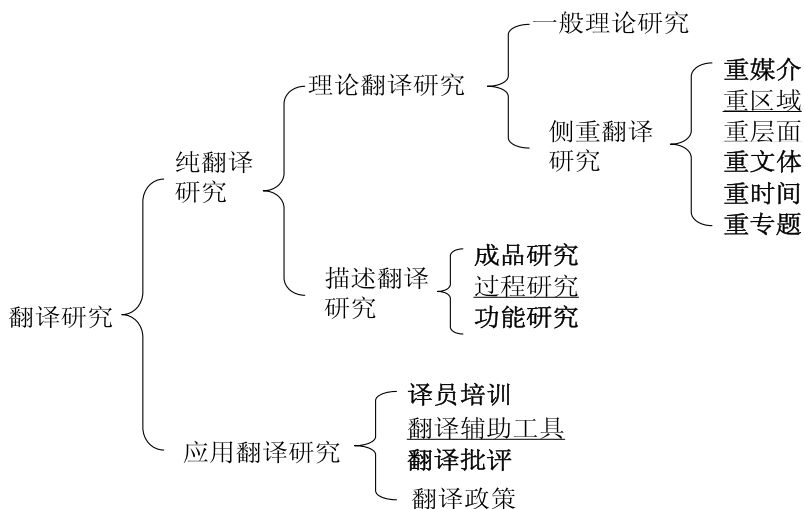 一般理论研究
理论翻译研究
侧重翻译
研究
重媒介
重区域
重层面
重文体
重时间
重专题
纯翻译
研究
描述翻译
研究
成品研究
过程研究
功能研究
翻译研究
译员培训
翻译辅助工具
翻译批评
翻译政策
应用翻译研究